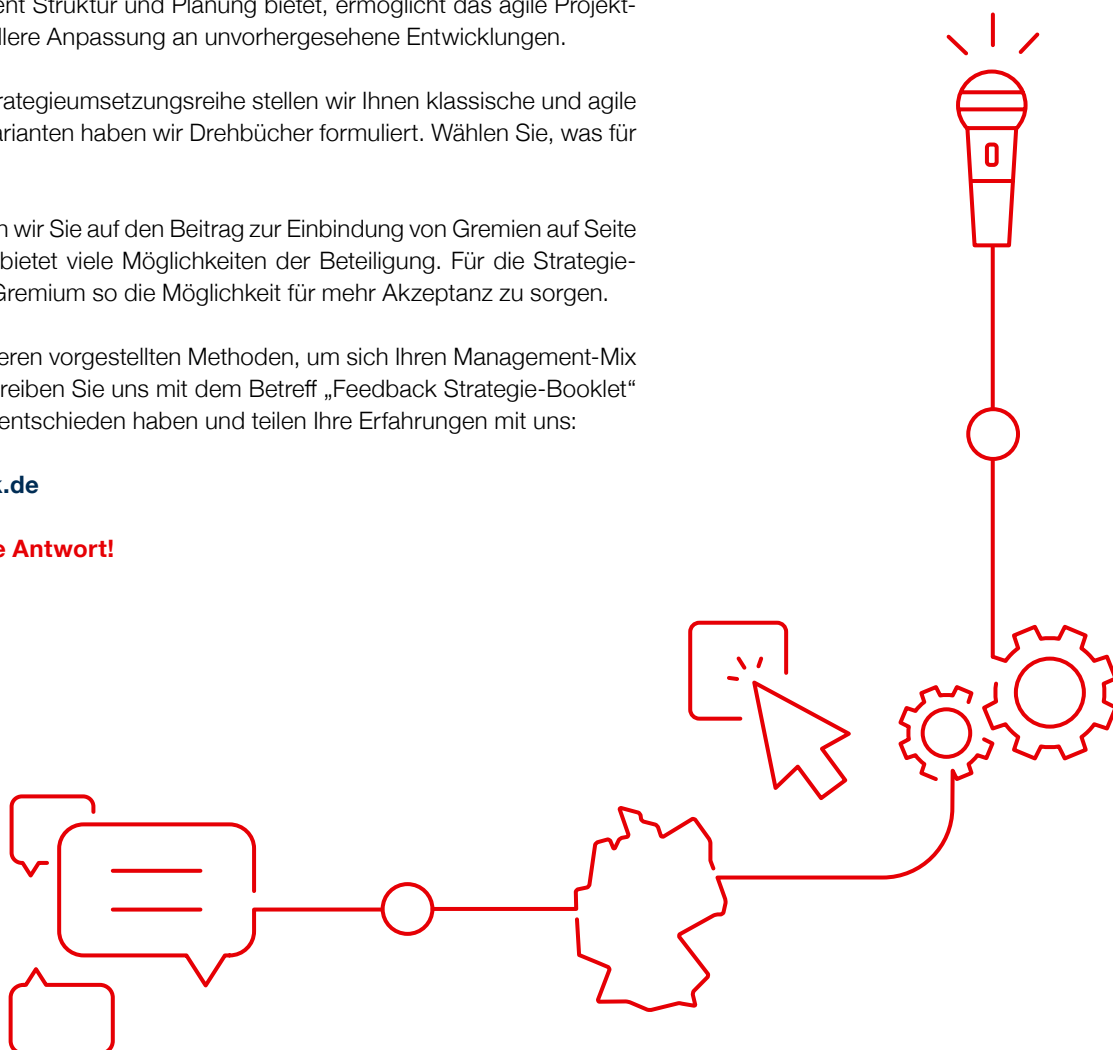 ent Struktur und Planung bietet, ermöglicht das agile Projekt-
llere Anpassung an unvorhergesehene Entwicklungen.
rategieumsetzungsreihe stellen wir Ihnen klassische und agile
arianten haben wir Drehbücher formuliert. Wählen Sie, was für
n wir Sie auf den Beitrag zur Einbindung von Gremien auf Seite
bietet viele Möglichkeiten der Beteiligung. Für die Strategie-
Gremium so die Möglichkeit für mehr Akzeptanz zu sorgen.
eren vorgestellten Methoden, um sich Ihren Management-Mix
reiben Sie uns mit dem Betreff „Feedback Strategie-Booklet“
entschieden haben und teilen Ihre Erfahrungen mit uns:
k.de
e Antwort!